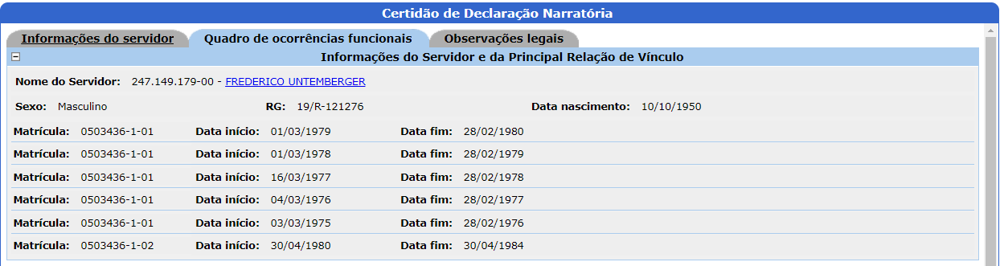 Certidão de Declaração Narratória
Informações do servidor Quadro de ocorrências funcionais Observações legais
Informações do Servidor e da Principal Relação de Vínculo
Nome do Servidor: 247.149.179-00 - FREDERICO UNTEMBERGER
Sexo: Masculino RG: 19/R-121276 Data nascimento: 10/10/1950
Matrícula: 0503436-1-01 Data início: 01/03/1979 Data fim: 28/02/1980
Matrícula: 0503436-1-01 Data início: 01/03/1978 Data fim: 28/02/1979
Matrícula: 0503436-1-01 Data início: 16/03/1977 Data fim: 28/02/1978
Matrícula: 0503436-1-01 Data início: 04/03/1976 Data fim: 28/02/1977
Matrícula: 0503436-1-01 Data início: 03/03/1975 Data fim: 28/02/1976
Matrícula: 0503436-1-02 Data início: 30/04/1980 Data fim: 30/04/1984